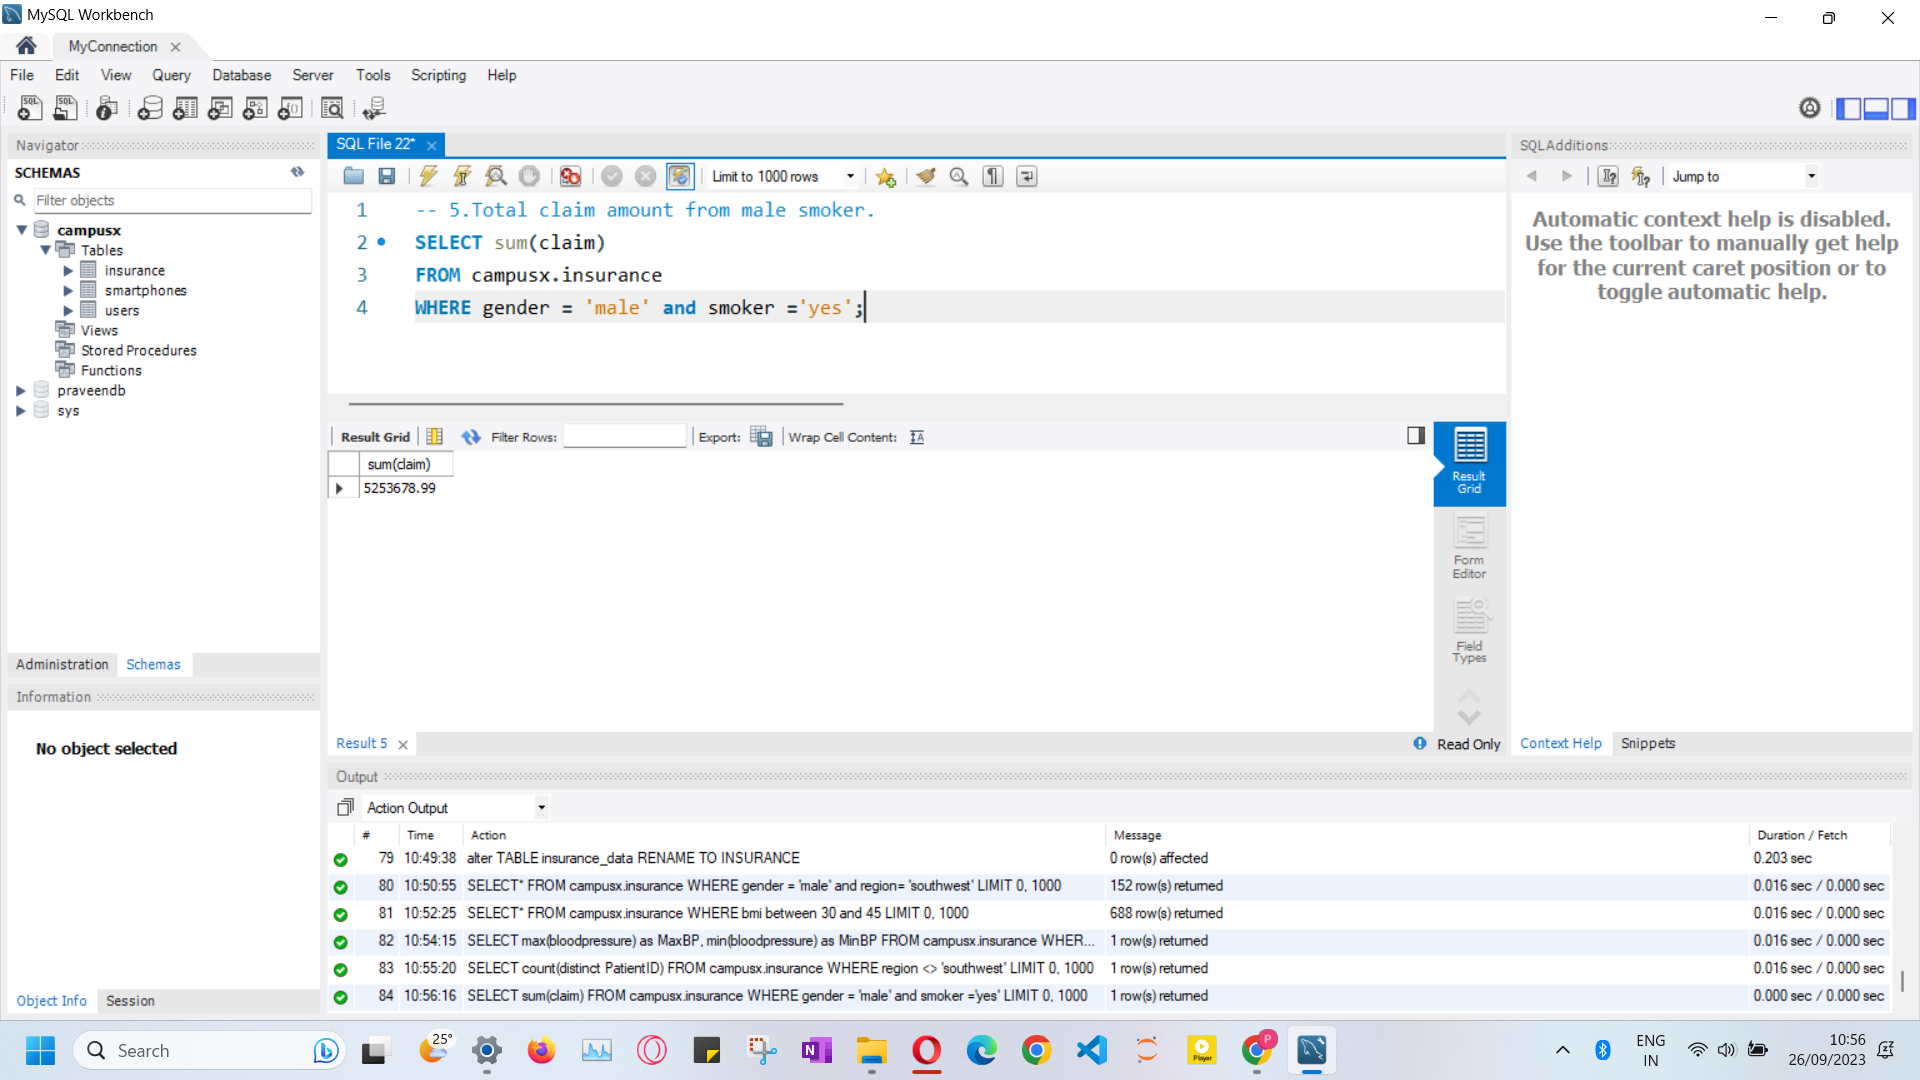 MySQL Workbench
MyConnection
File Edit View Query Database Server Tools Scripting Help
Navigator
SCHEMAS
Filter objects
campusx
Tables
insurance
smartphones
users
Views
Stored Procedures
Functions
praveendb
sys
Administration Schemas
Information
No object selected
Object Info Session
SQL File 22*
Limit to 1000 rows
1 -- 5.Total claim amount from male smoker.
2 SELECT sum(claim)
3 FROM campusx.insurance
4 WHERE gender = 'male' and smoker ='yes';
Result Grid Filter Rows: Export: Wrap Cell Content:
sum(claim)
5253678.99
Result
Grid
Form
Editor
Field
Types
Result 5
Read Only
SQLAdditions
Jump to
Automatic context help is disabled.
Use the toolbar to manually get help
for the current caret position or to
toggle automatic help.
Context Help Snippets
Output
Action Output
# Time Action Message Duration / Fetch
79 10:49:38 alter TABLE insurance_data RENAME TO INSURANCE 0 row(s) affected 0.203 sec
80 10:50:55 SELECT* FROM campusx.insurance WHERE gender = 'male' and region= 'southwest' LIMIT 0, 1000 152 row(s) returned 0.016 sec / 0.000 sec
81 10:52:25 SELECT* FROM campusx.insurance WHERE bmi between 30 and 45 LIMIT 0, 1000 688 row(s) returned 0.016 sec / 0.000 sec
82 10:54:15 SELECT max(bloodpressure) as MaxBP, min(bloodpressure) as MinBP FROM campusx.insurance WHER... 1 row(s) returned 0.016 sec / 0.000 sec
83 10:55:20 SELECT count(distinct PatientID) FROM campusx.insurance WHERE region <> 'southwest' LIMIT 0, 1000 1 row(s) returned 0.016 sec / 0.000 sec
84 10:56:16 SELECT sum(claim) FROM campusx.insurance WHERE gender = 'male' and smoker ='yes' LIMIT 0, 1000 1 row(s) returned 0.000 sec / 0.000 sec
Search
25°
Player
P
ENG
IN
10:56
26/09/2023